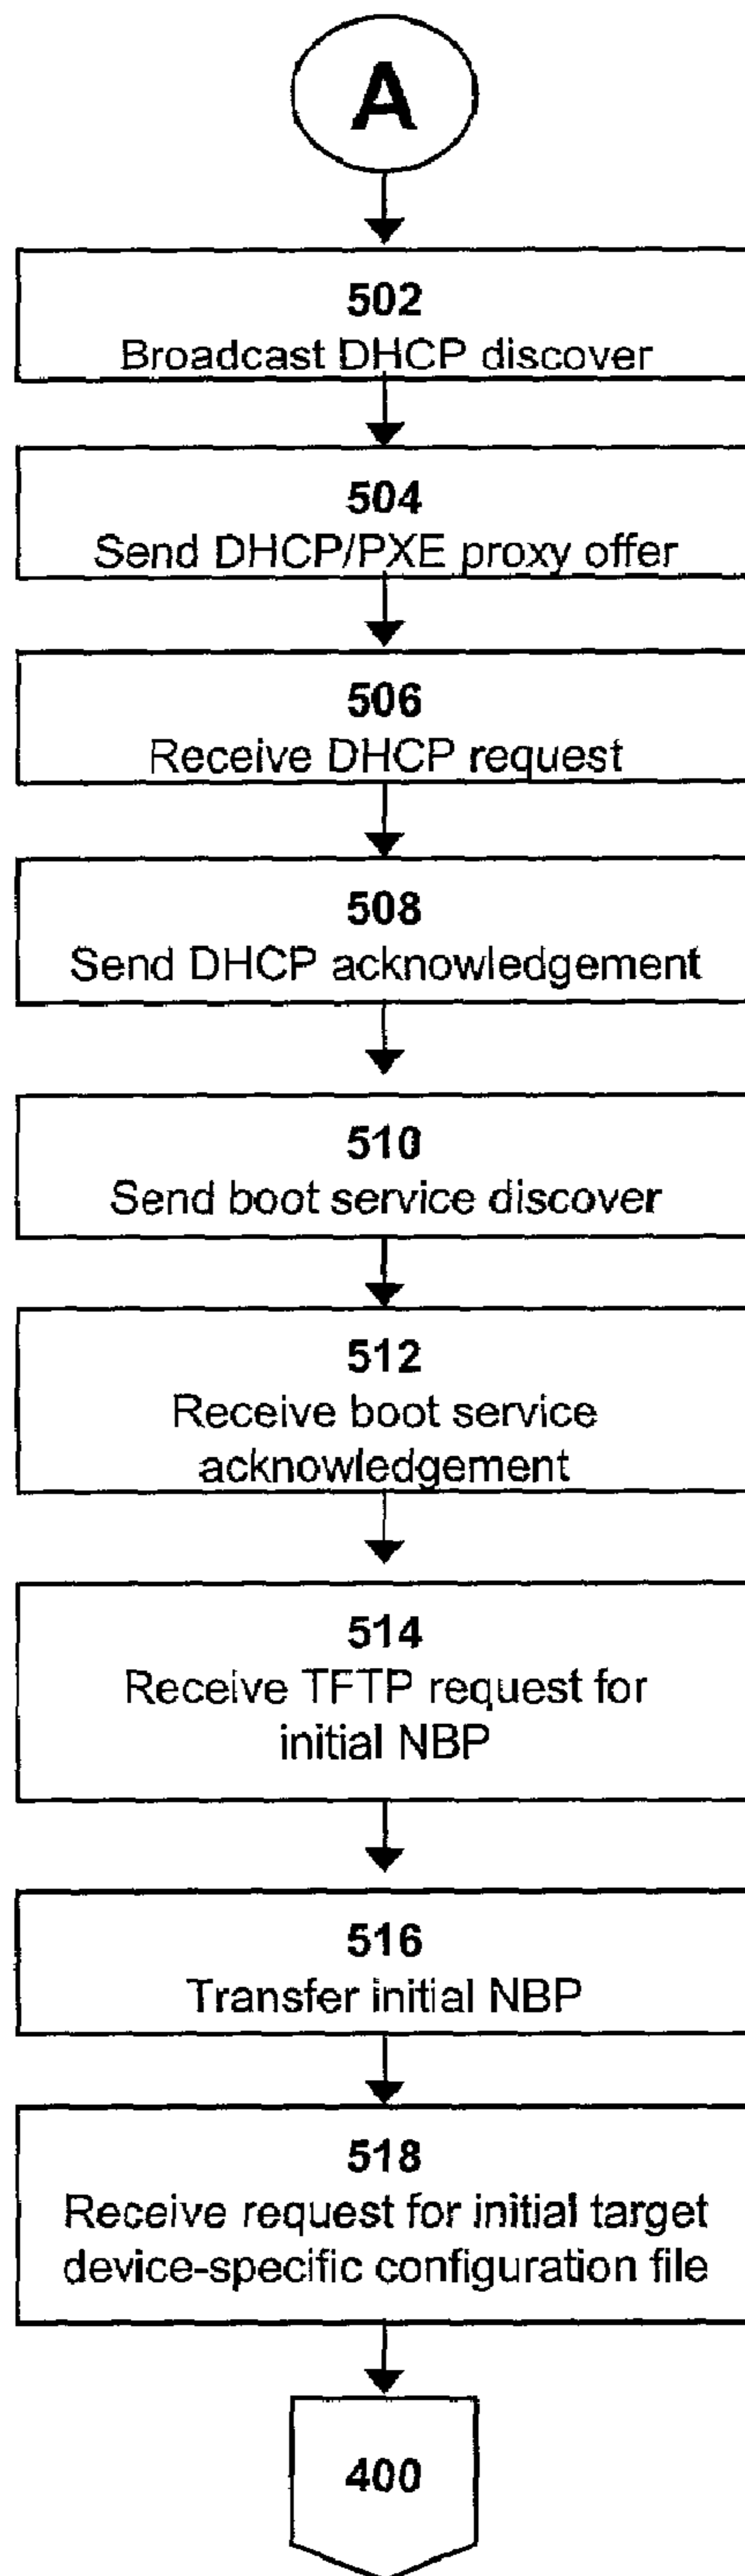 A
502
Broadcast DHCP discover
504
Send DHCP/PXE proxy offer
506
Receive DHCP request
508
Send DHCP acknowledgement
510
Send boot service discover
512
Receive boot service
acknowledgement
514
Receive TFTP request for
initial NBP
516
Transfer initial NBP
518
Receive request for initial target
device-specific configuration file
400